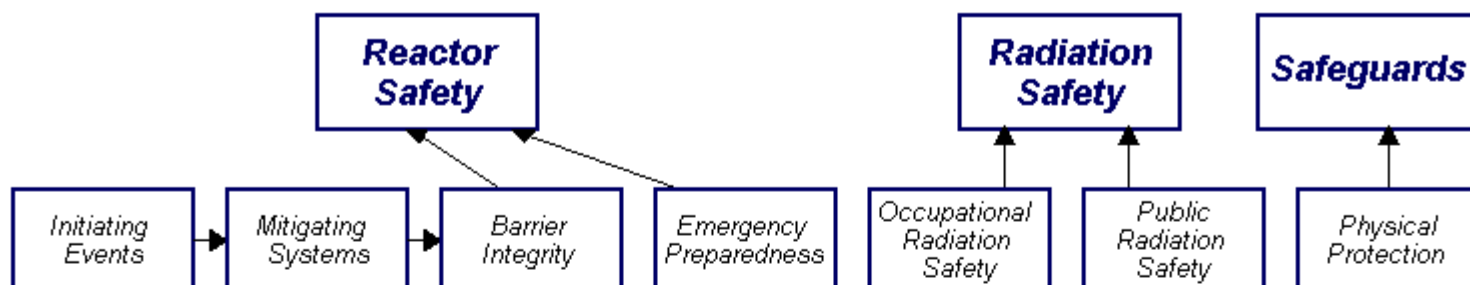 Reactor
Safety
Radiation
Safety
Safeguards
Initiating
Events
Mitigating
Systems
Barrier
Integrity
Emergency
Preparedness
Occupational
Radiation
Safety
Public
Radiation
Safety
Physical
Protection